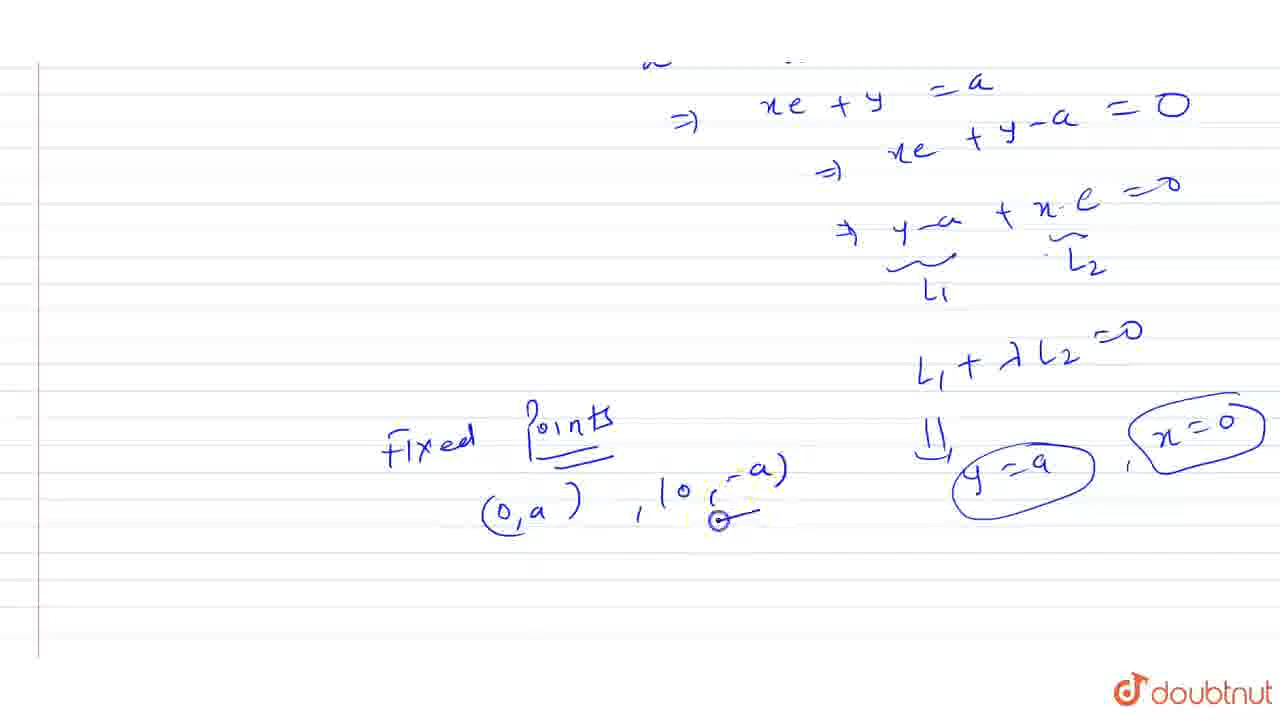 ⇒ xe + y = a
⇒ xe + y - a = 0
⇒ y - a + x·e = 0
L₁ L₂
L₁ + λ L₂ = 0
⇓
y = a , x = 0
Fixed Points
(0, a) , (0, -a)
doubtnut